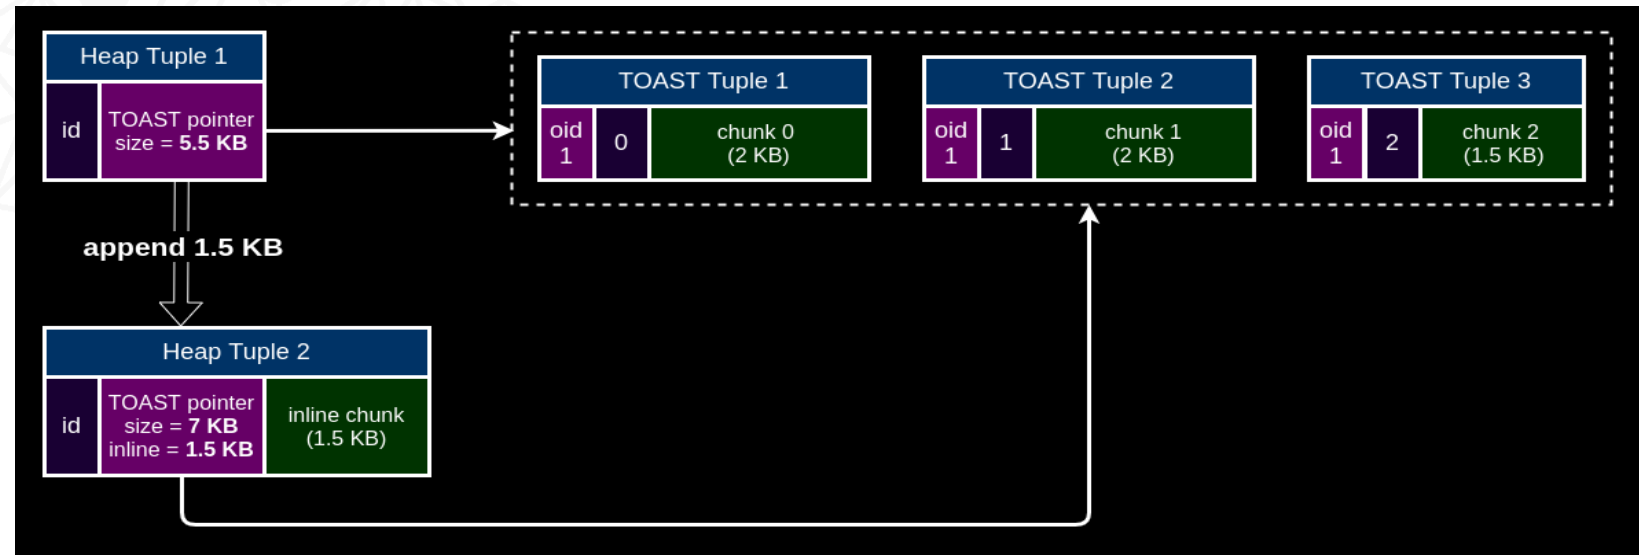 Heap Tuple 1
id
TOAST pointer
size = 5.5 KB
TOAST Tuple 1
oid
1
0
chunk 0
(2 KB)
TOAST Tuple 2
oid
1
1
chunk 1
(2 KB)
TOAST Tuple 3
oid
1
2
chunk 2
(1.5 KB)
append 1.5 KB
Heap Tuple 2
id
TOAST pointer
size = 7 KB
inline = 1.5 KB
inline chunk
(1.5 KB)